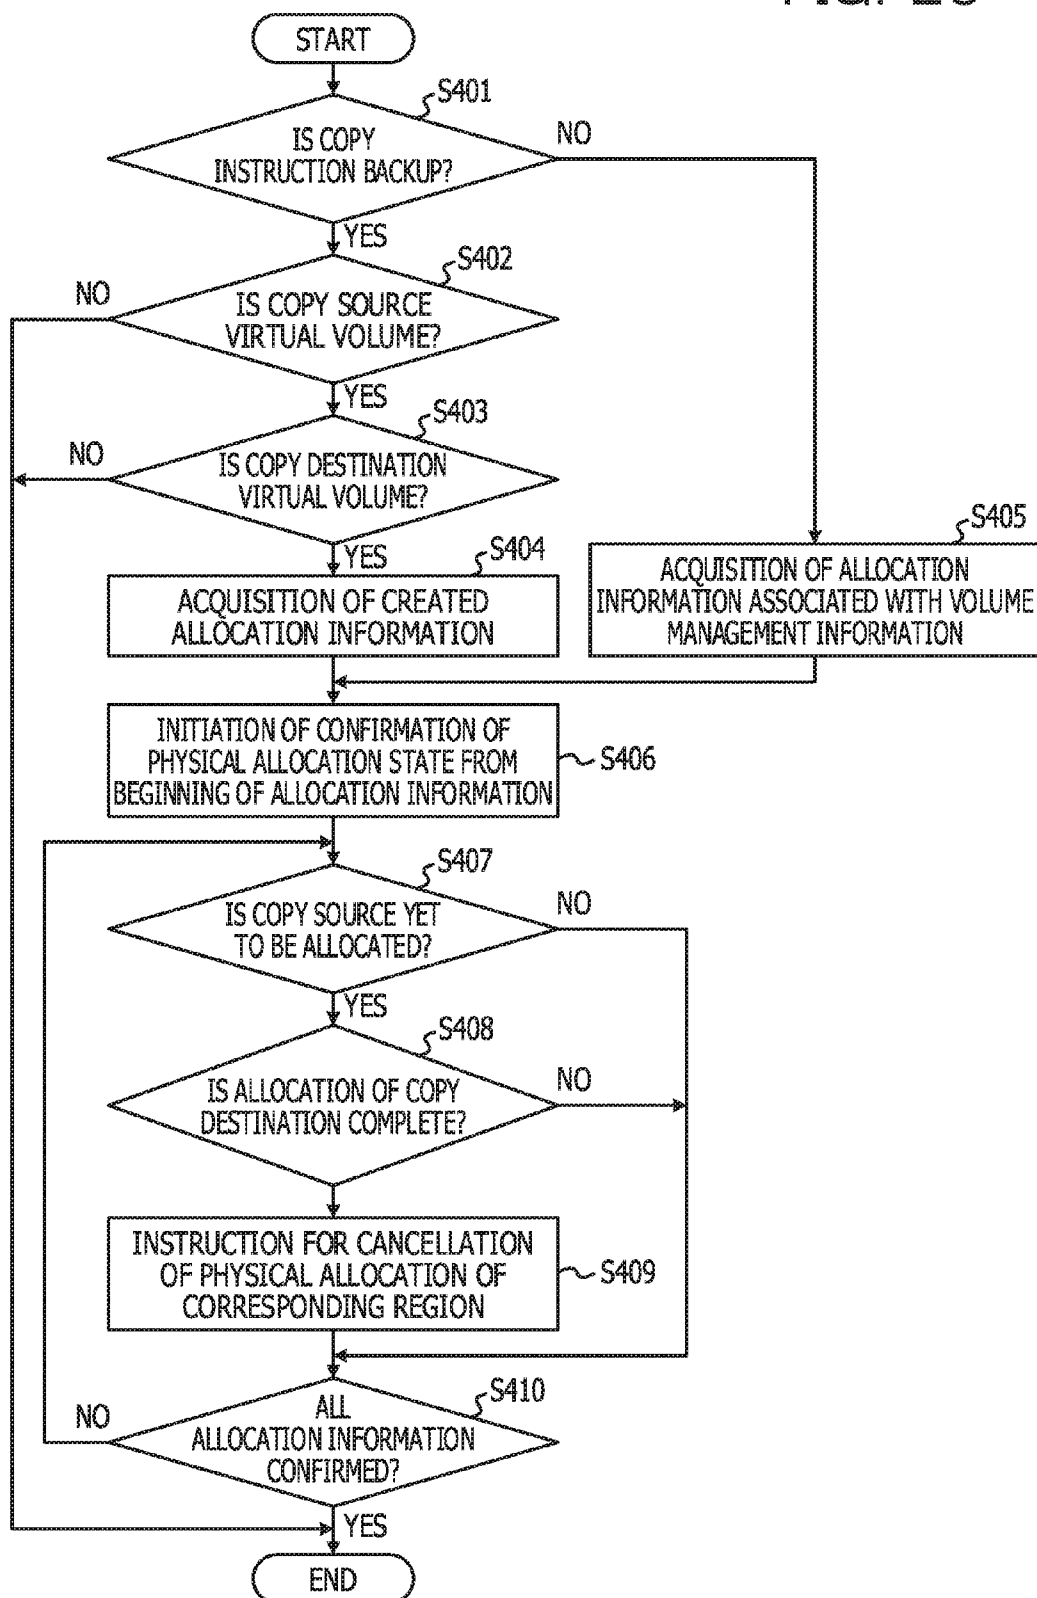 START
S401
IS COPY
INSTRUCTION BACKUP?
NO
YES
S402
NO
IS COPY SOURCE
VIRTUAL VOLUME?
YES
S403
NO
IS COPY DESTINATION
VIRTUAL VOLUME?
YES
S404
ACQUISITION OF CREATED
ALLOCATION INFORMATION
S405
ACQUISITION OF ALLOCATION
INFORMATION ASSOCIATED WITH VOLUME
MANAGEMENT INFORMATION
INITIATION OF CONFIRMATION OF
PHYSICAL ALLOCATION STATE FROM
BEGINNING OF ALLOCATION INFORMATION
S406
S407
IS COPY SOURCE YET
TO BE ALLOCATED?
NO
YES
S408
IS ALLOCATION OF COPY
DESTINATION COMPLETE?
NO
INSTRUCTION FOR CANCELLATION
OF PHYSICAL ALLOCATION OF
CORRESPONDING REGION
S409
S410
NO
ALL
ALLOCATION INFORMATION
CONFIRMED?
YES
END